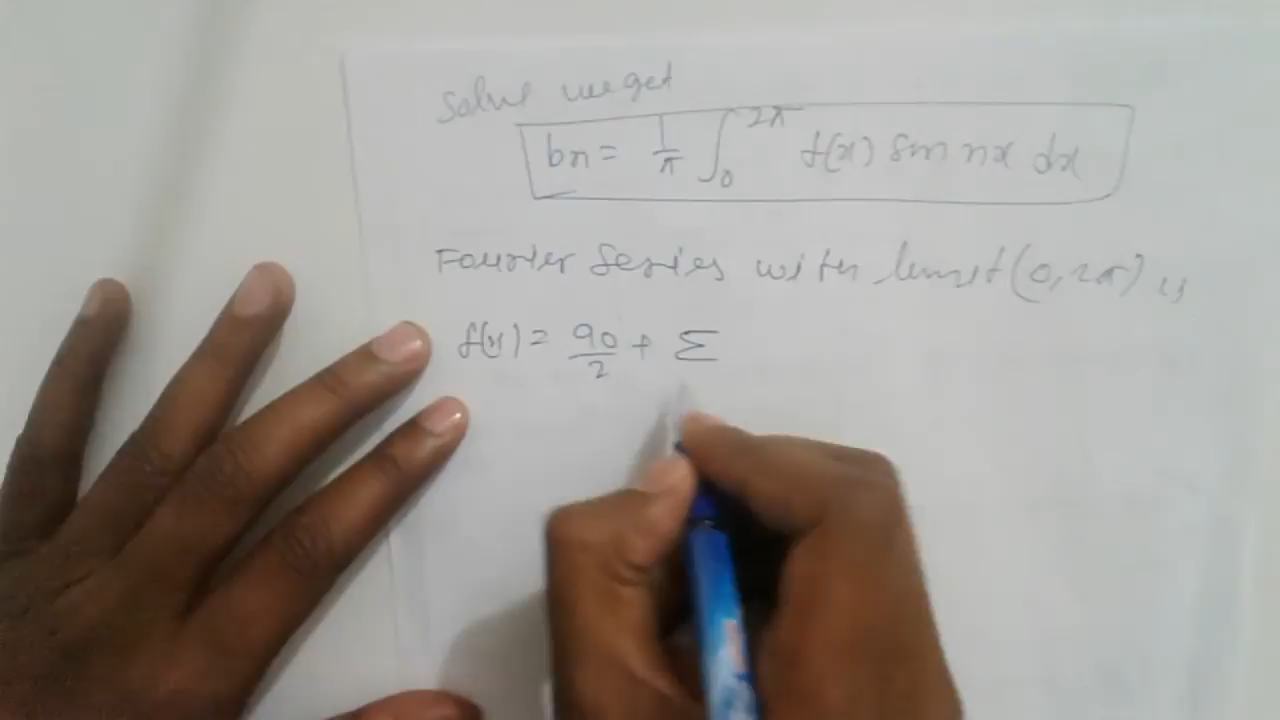 Solve we get
bn = 1/π ∫₀^2π f(x) sin nx dx
Fourier Series with limit (0, 2π) is
f(x) = a0/2 + Σ